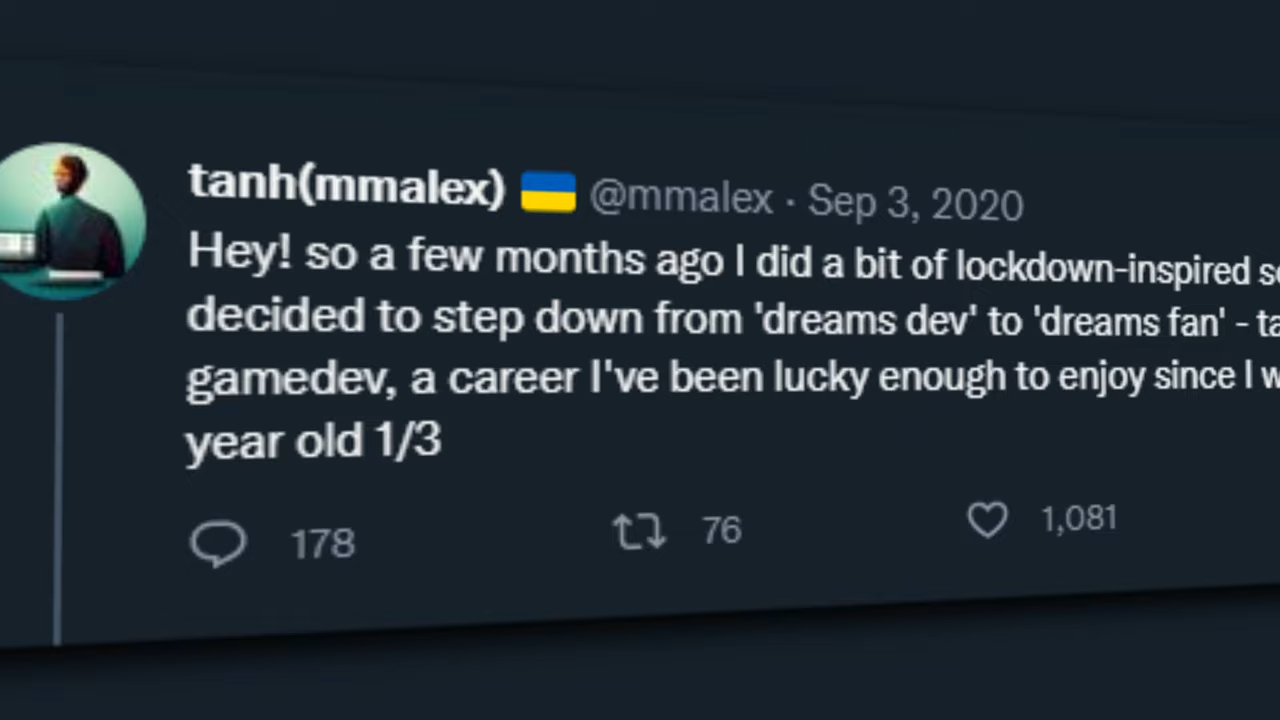 tanh(mmalex) 🇺🇦 @mmalex · Sep 3, 2020
Hey! so a few months ago I did a bit of lockdown-inspired
decided to step down from 'dreams dev' to 'dreams fan' -
gamedev, a career I've been lucky enough to enjoy since I
year old 1/3
178 76 1,081